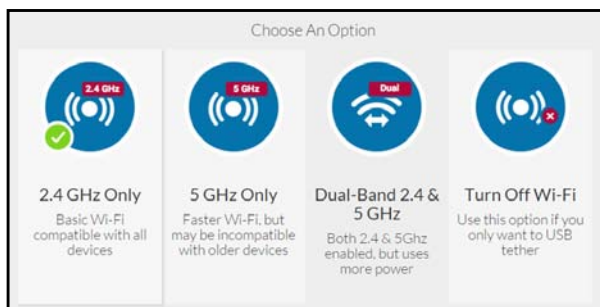 Choose An Option
2.4 GHz
2.4 GHz Only
Basic Wi-Fi
compatible with all
devices
5 GHz
5 GHz Only
Faster Wi-Fi, but
may be incompatible
with older devices
Dual
Dual-Band 2.4 &
5 GHz
Both 2.4 & 5Ghz
enabled, but uses
more power
Turn Off Wi-Fi
Use this option if you
only want to USB
tether